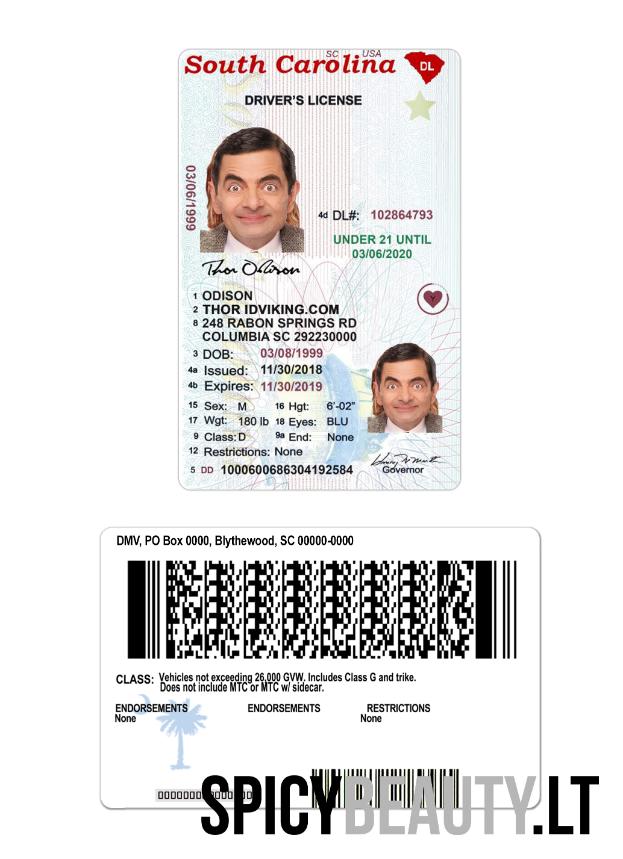 SC USA
South Carolina DL
DRIVER'S LICENSE
03/06/1999
4d DL#: 102864793
UNDER 21 UNTIL
03/06/2020
Thor Odison
1 ODISON
2 THOR IDVIKING.COM
8 248 RABON SPRINGS RD
COLUMBIA SC 292230000
Y
3 DOB: 03/08/1999
4a Issued: 11/30/2018
4b Expires: 11/30/2019
15 Sex: M 16 Hgt: 6'-02"
17 Wgt: 180 lb 18 Eyes: BLU
9 Class: D 9a End: None
12 Restrictions: None
5 DD 1000600686304192584
Governor
DMV, PO Box 0000, Blythewood, SC 00000-0000
CLASS: Vehicles not exceeding 26,000 GVW. Includes Class G and trike.
Does not include MTC or MTC w/ sidecar.
ENDORSEMENTS ENDORSEMENTS RESTRICTIONS
None None
SPICYBEAUTY.LT